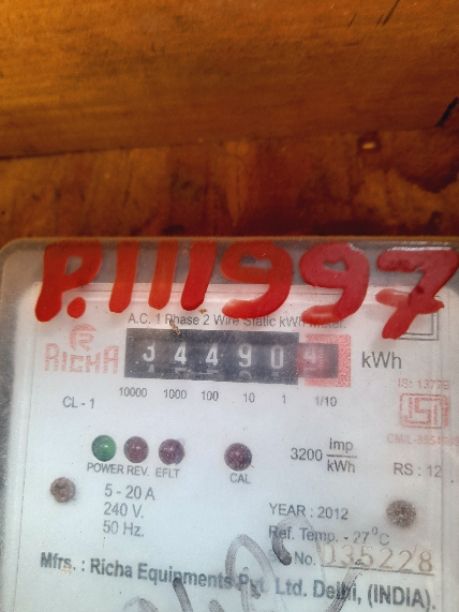 P.111997
A.C. 1 Phase 2 Wire Static kWh Meter.
RICHA
344904 kWh
IS: 13779
10000 1000 100 10 1 1/10
CL - 1
ISI
3200 Imp/kWh
POWER REV. EFLT CAL
RS : 12
5 - 20 A
240 V.
50 Hz.
YEAR : 2012
Ref. Temp. - 27°C
No. 135228
Mfrs. : Richa Equipments Pvt. Ltd. Delhi, (INDIA)